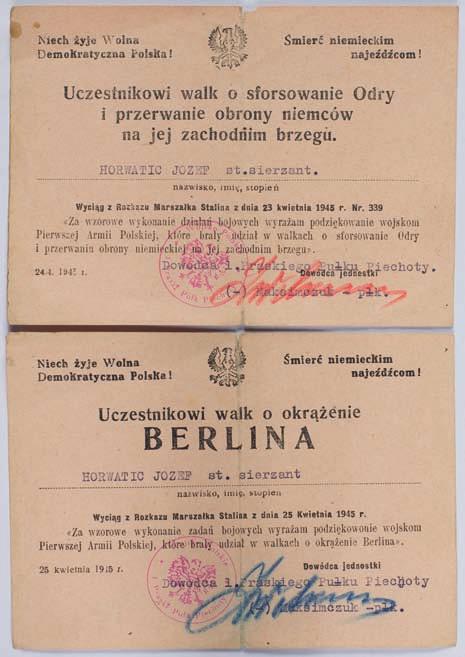 Niech żyje Wolna
Demokratyczna Polska!
Śmierć niemieckim
najeźdźcom!
Uczestnikowi walk o sforsowanie Odry
i przerwanie obrony niemców
na jej zachodnim brzegu.
HORWATIC JOZEF st.sierzant.
nazwisko, imię, stopień
Wyciąg z Rozkazu Marszałka Stalina z dnia 23 kwietnia 1945 r. Nr. 339
«Za wzorowe wykonanie działań bojowych wyrażam podziękowanie wojskom
Pierwszej Armii Polskiej, które brały udział w walkach o sforsowanie Odry
i przerwaniu obrony niemieckiej na jej zachodnim brzegu».
24.4. 1945 r.
Dowódca jednostki
Dowódca 1.Praskiego Pułku Piechoty.
(-) Maksimczuk - płk.
Niech żyje Wolna
Demokratyczna Polska!
Śmierć niemieckim
najeźdźcom!
Uczestnikowi walk o okrążenie
BERLINA
HORWATIC JOZEF st. sierzant
nazwisko, imię, stopień
Wyciąg z Rozkazu Marszałka Stalina z dnia 25 Kwietnia 1945 r.
"Za wzorowe wykonanie zadań bojowych wyrażam podziękowonie wojskom
Pierwszej Armii Polskiej, które brały udział w walkach o okrążenie Berlina».
25 kwietnia 1945 r.
Dowódca jednostki
Dowódca 1.Praskiego Pułku Piechoty
(-) Maksimczuk -płk.